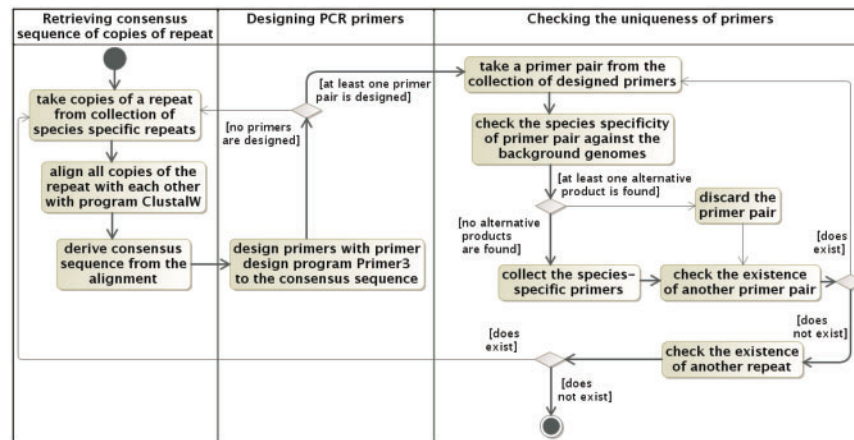 Retrieving consensus
sequence of copies of repeat
Designing PCR primers
Checking the uniqueness of primers
take copies of a repeat
from collection of
species specific repeats
align all copies of the
repeat with each other
with program ClustalW
derive consensus
sequence from the
alignment
[at least one primer
pair is designed]
[no primers
are designed]
design primers with primer
design program Primer3
to the consensus sequence
take a primer pair from the
collection of designed primers
check the species specificity
of primer pair against the
background genomes
[at least one alternative
product is found]
discard the
primer pair
[no alternative
products
are found]
[does
exist]
collect the species-
specific primers
check the existence
of another primer pair
[does
not exist]
[does
exist]
check the existence
of another repeat
[does
not exist]